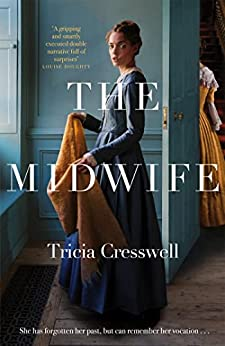 'A gripping
and smartly
executed double
narrative full of
surprises'
LOUISE DOUGHTY
THE
MIDWIFE
Tricia Cresswell
She has forgotten her past, but can remember her vocation . . .